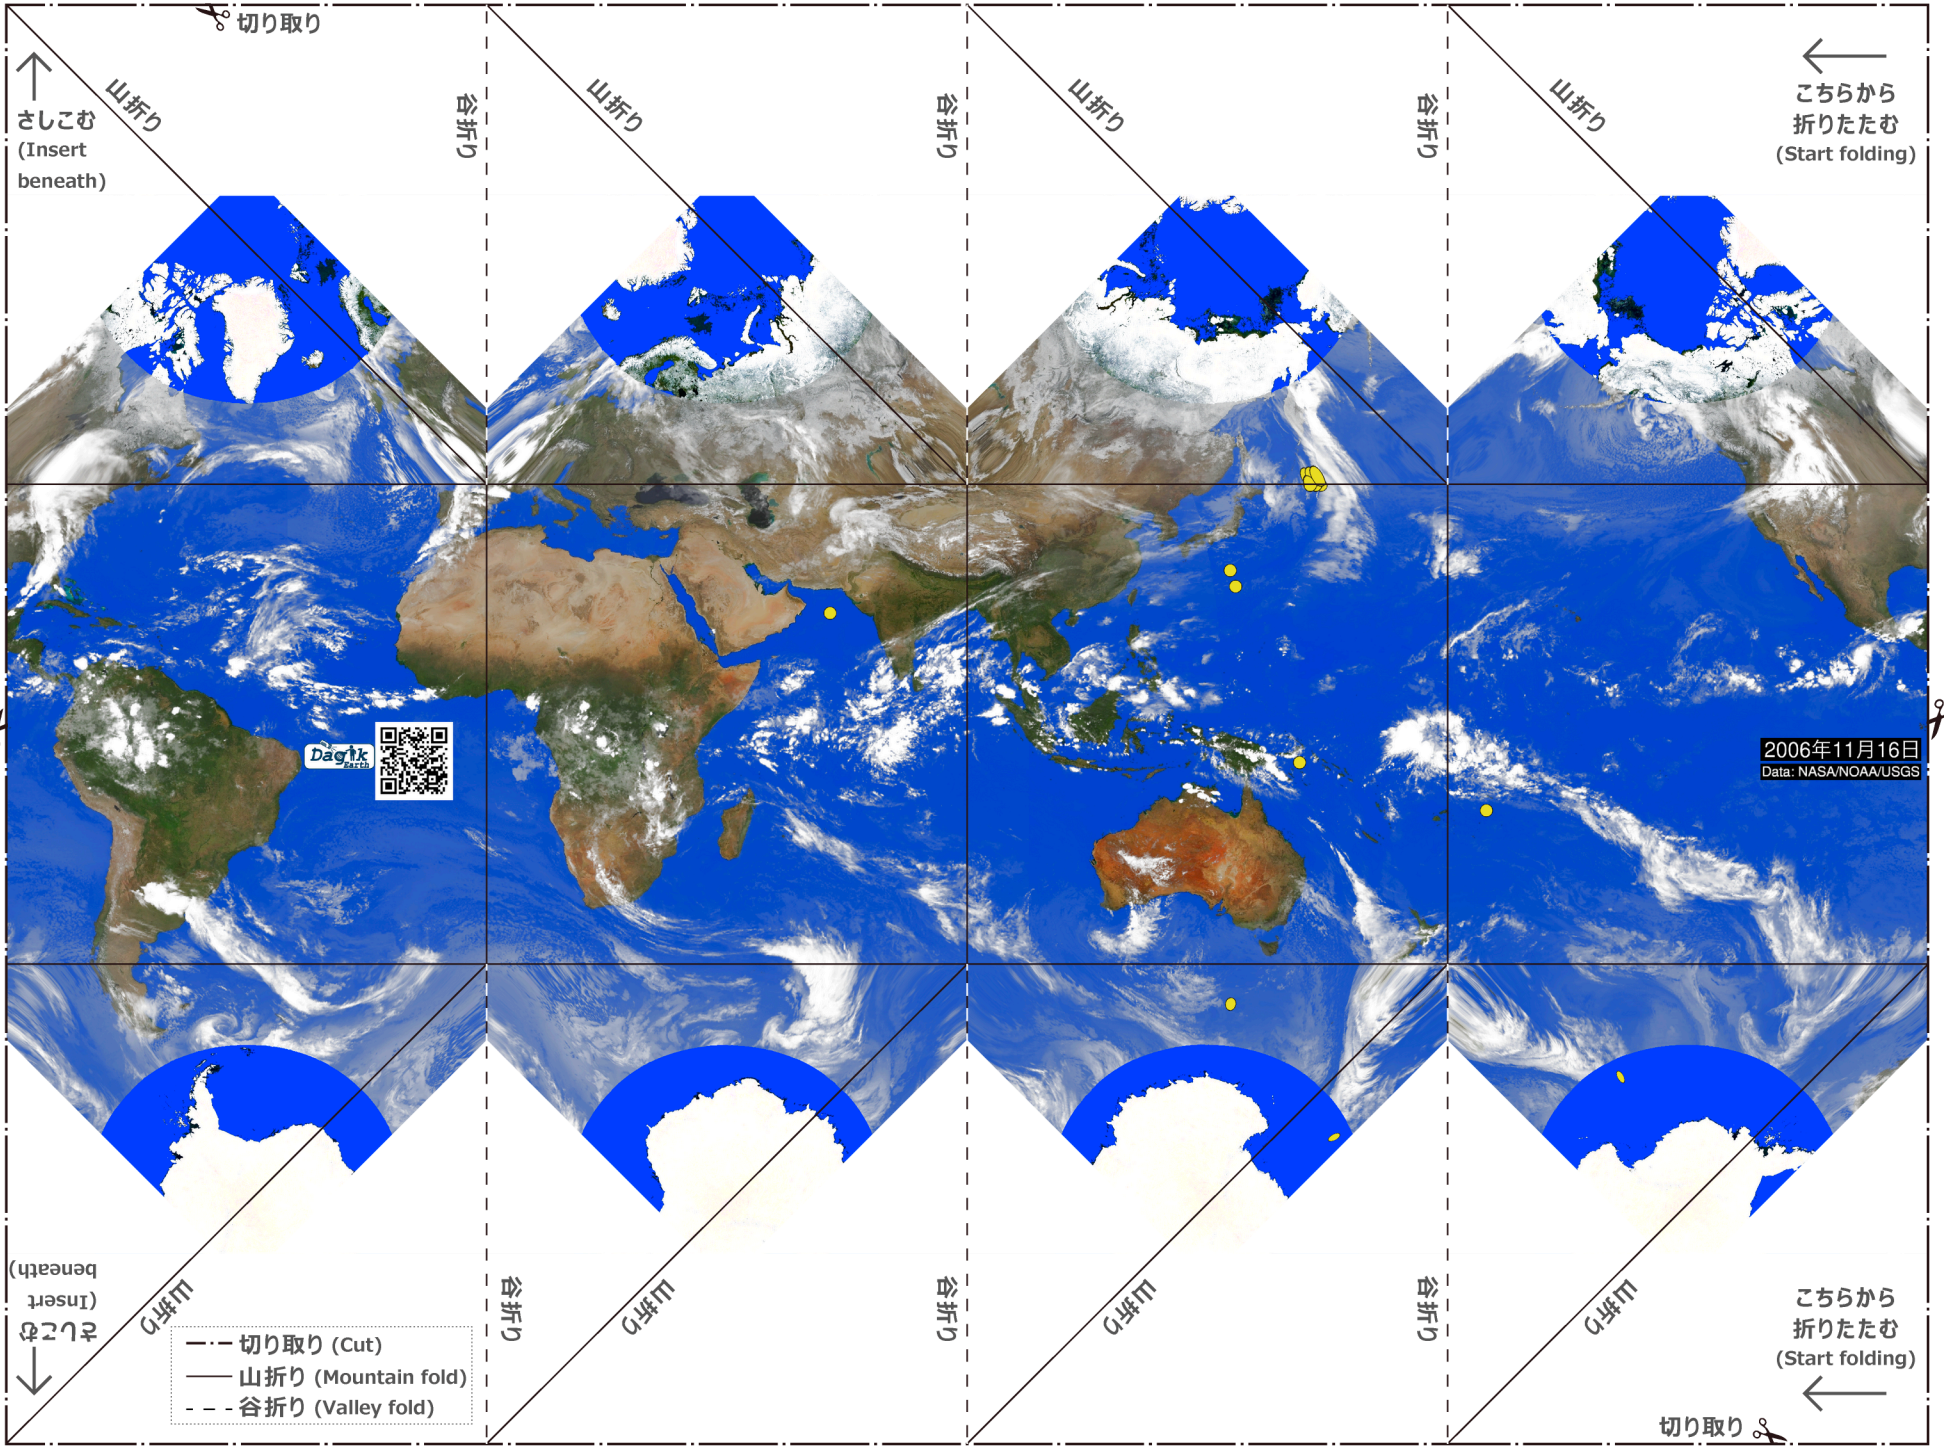 切り取り
山折り
谷折り
山折り
谷折り
山折り
谷折り
山折り
さしこむ
(Insert
beneath)
こちらから
折りたたむ
(Start folding)
Dagik
Earth
2006年11月16日
Data: NASA/NOAA/USGS
さしこむ
(Insert
beneath)
山折り
谷折り
山折り
谷折り
山折り
谷折り
山折り
こちらから
折りたたむ
(Start folding)
切り取り (Cut)
山折り (Mountain fold)
谷折り (Valley fold)
切り取り